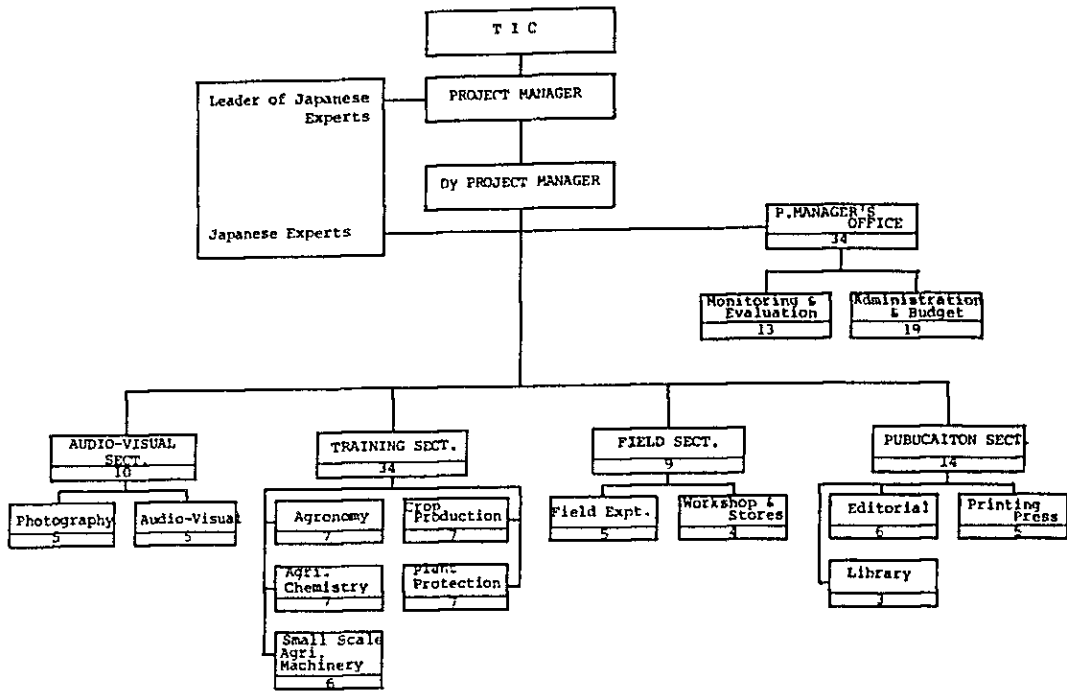 T I C
Leader of Japanese
Experts
PROJECT MANAGER
Dy PROJECT MANAGER
Japanese Experts
P.MANAGER'S
OFFICE
34
Monitoring &
Evaluation
13
Administration
& Budget
19
AUDIO-VISUAL
SECT.
10
Photography
5
Audio-Visual
5
TRAINING SECT.
34
Agronomy
7
Crop
Production
7
Agri.
Chemistry
7
Plant
Protection
7
Small Scale
Agri.
Machinery
6
FIELD SECT.
9
Field Expt.
5
Workshop &
Stores
4
PUBUCAITON SECT.
14
Editorial
6
Printing
Press
5
Library
3